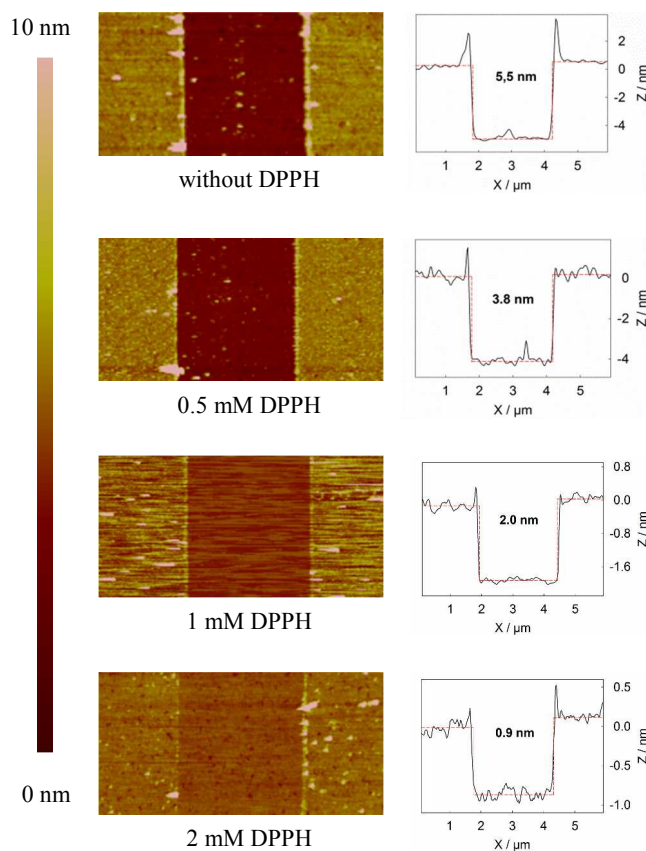 10 nm
5,5 nm
2
0
-2
-4
Z / nm
1 2 3 4 5
X / µm
without DPPH
3.8 nm
0
-2
-4
Z / nm
1 2 3 4 5
X / µm
0.5 mM DPPH
2.0 nm
0.8
0.0
-0.8
-1.6
Z / nm
1 2 3 4 5
X / µm
1 mM DPPH
0.9 nm
0.5
0.0
-0.5
-1.0
Z / nm
1 2 3 4 5
X / µm
0 nm
2 mM DPPH